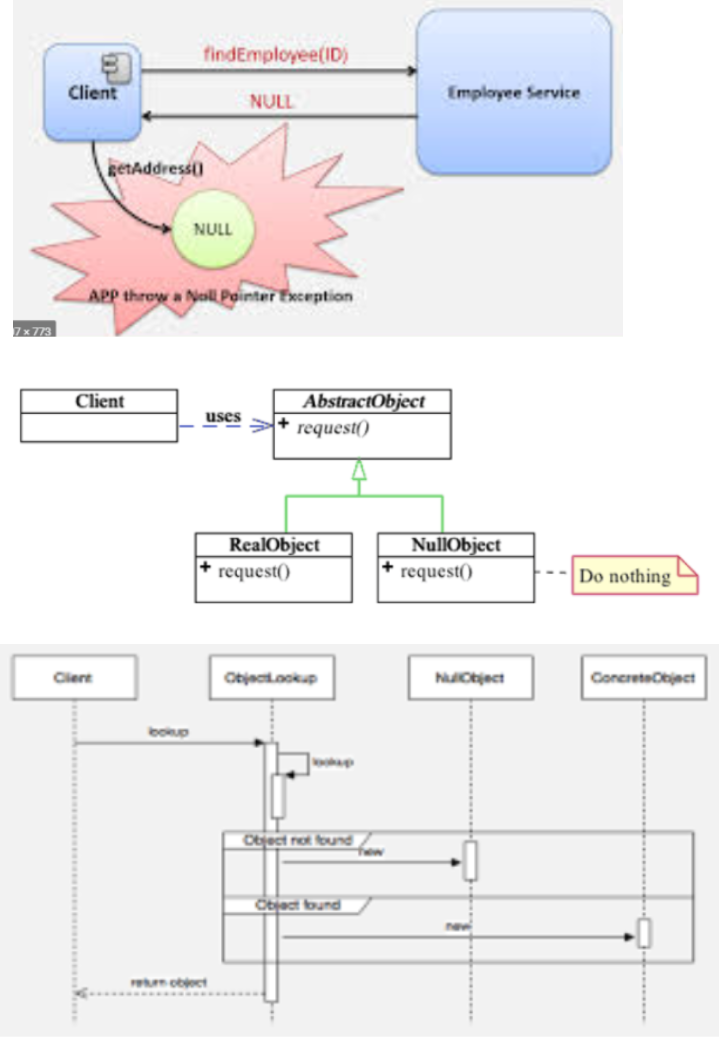 findEmployee(ID)
Client
Employee Service
NULL
getAddress()
NULL
APP throw a Noll Pointer Exception
7 x 773
Client
AbstractObject
uses
+ request()
RealObject
NullObject
+ request()
+ request()
Do nothing
Client
ObjectLookup
NullObject
ConcreteObject
lookup
lookup
Object not found
new
Object found
new
return object